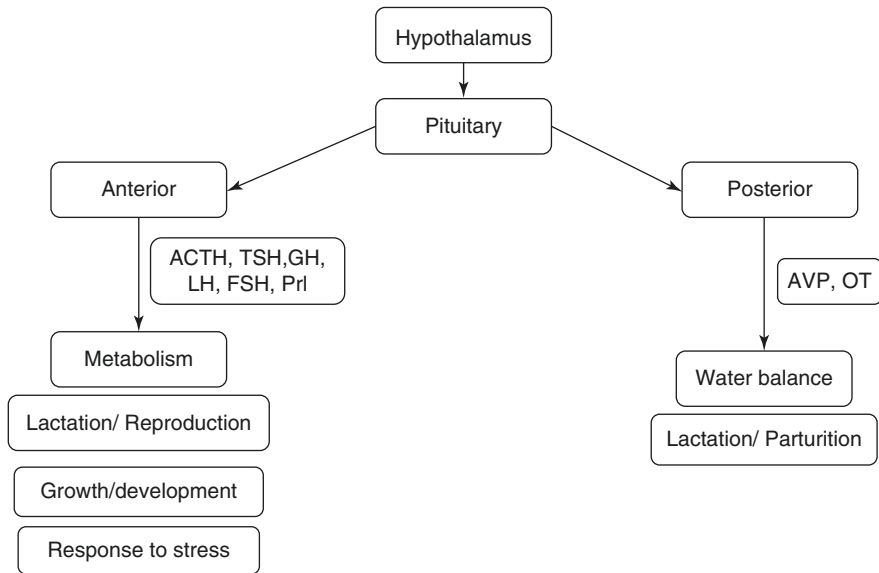 Hypothalamus
Pituitary
Anterior
Posterior
ACTH, TSH,GH,
LH, FSH, Prl
AVP, OT
Metabolism
Water balance
Lactation/ Reproduction
Lactation/ Parturition
Growth/development
Response to stress